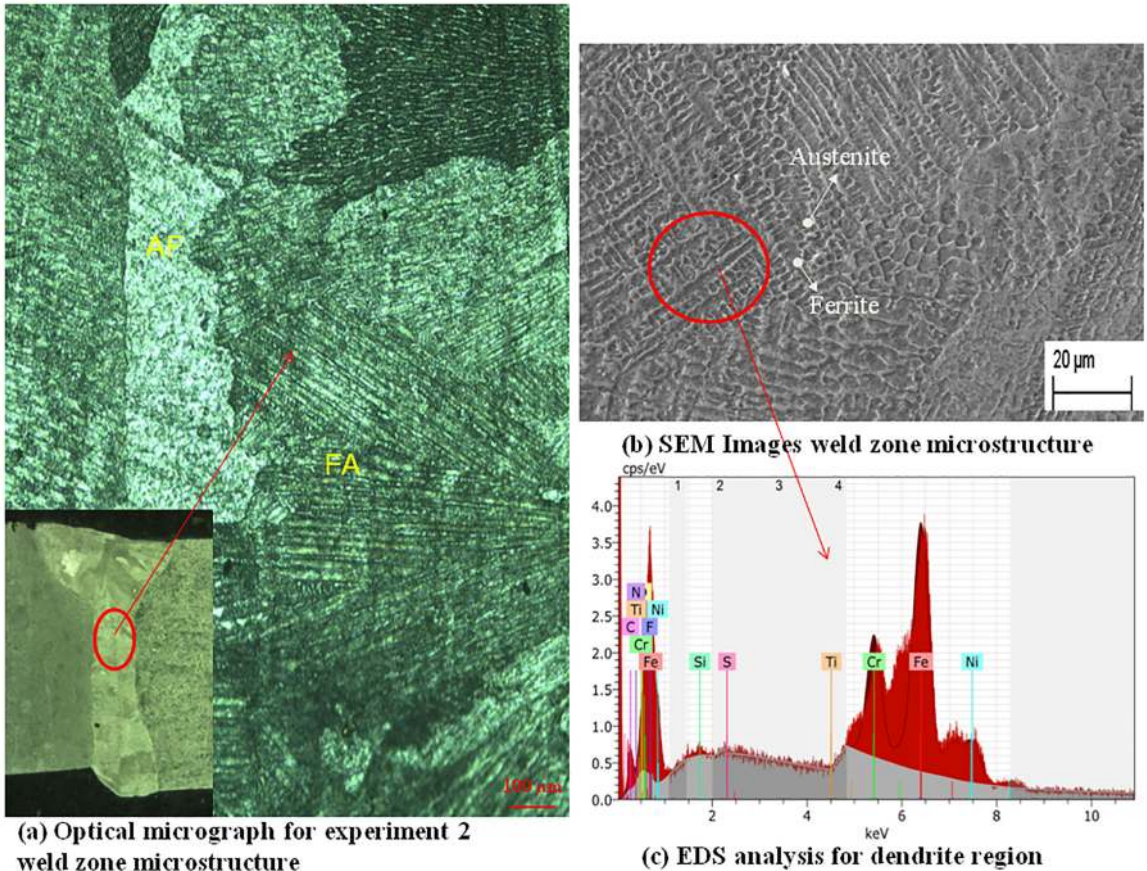 AF
FA
100 nm
(a) Optical micrograph for experiment 2
weld zone microstructure
Austenite
Ferrite
20 µm
(b) SEM Images weld zone microstructure
cps/eV
1 2 3 4
4.0
3.5
3.0
2.5
2.0
1.5
1.0
0.5
0.0
N
Ti Ni
C F
Cr
Fe Si S Ti Cr Fe Ni
2 4 6 8 10
keV
(c) EDS analysis for dendrite region